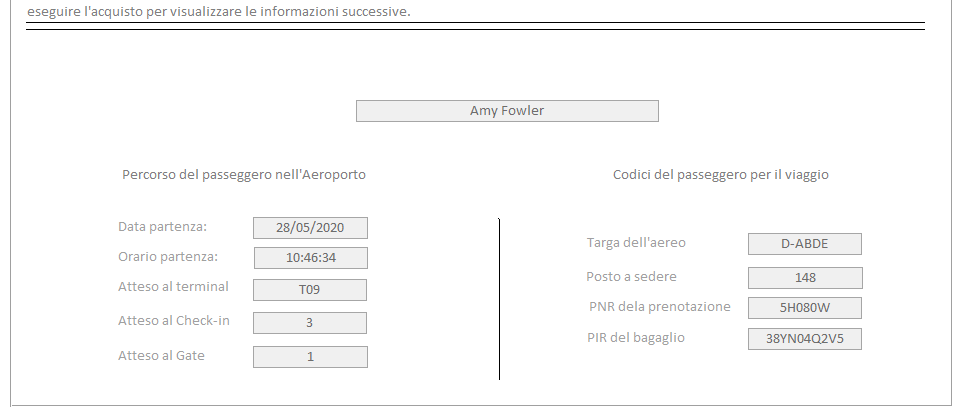 eseguire l'acquisto per visualizzare le informazioni successive.
Amy Fowler
Percorso del passeggero nell'Aeroporto
Data partenza: 28/05/2020
Orario partenza: 10:46:34
Atteso al terminal T09
Atteso al Check-in 3
Atteso al Gate 1
Codici del passeggero per il viaggio
Targa dell'aereo D-ABDE
Posto a sedere 148
PNR dela prenotazione 5H080W
PIR del bagaglio 38YN04Q2V5